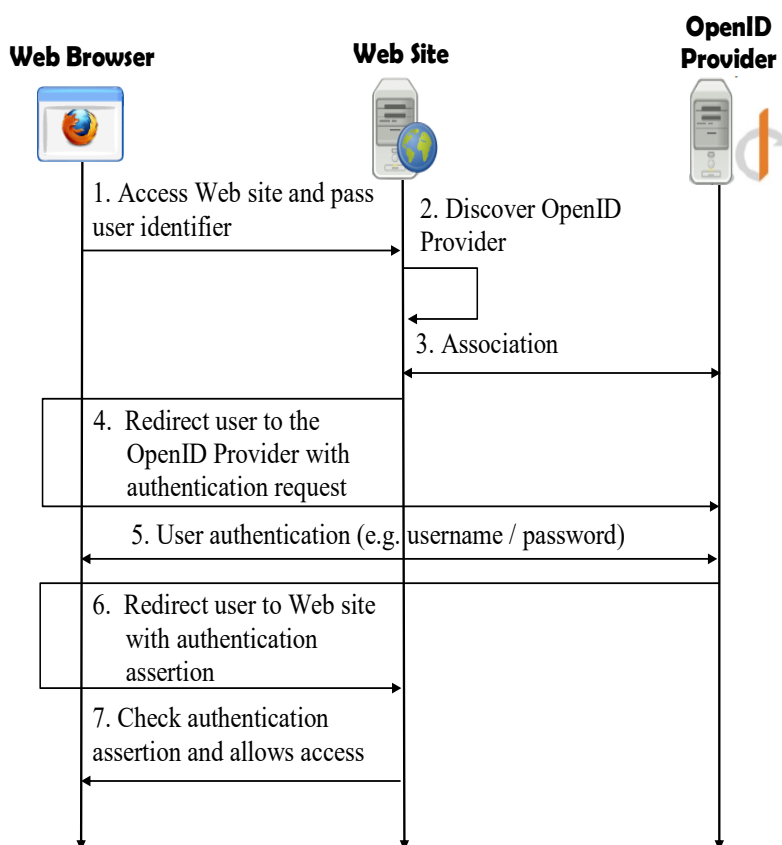 OpenID
Web Browser
Web Site
Provider
1. Access Web site and pass
user identifier
2. Discover OpenID
Provider
3. Association
4. Redirect user to the
OpenID Provider with
authentication request
5. User authentication (e.g. username / password)
6. Redirect user to Web site
with authentication
assertion
7. Check authentication
assertion and allows access